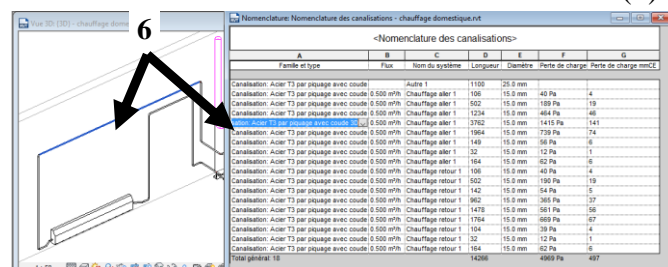 Vue 3D: {3D} - chauffage dome
6
Nomenclature: Nomenclature des canalisations - chauffage domestique.rvt
<Nomenclature des canalisations>
A B C D E F G
Famille et type Flux Nom du système Longueur Diamètre Perte de charge Perte de charge mmCE
Canalisation: Acier T3 par piquage avec coude Autre 1 1100 25.0 mm
Canalisation: Acier T3 par piquage avec coude 0.500 m³/h Chauffage aller 1 106 15.0 mm 40 Pa 4
Canalisation: Acier T3 par piquage avec coude 0.500 m³/h Chauffage aller 1 502 15.0 mm 189 Pa 19
Canalisation: Acier T3 par piquage avec coude 0.500 m³/h Chauffage aller 1 1234 15.0 mm 464 Pa 46
sation: Acier T3 par piquage avec coude 3D 0.500 m³/h Chauffage aller 1 3762 15.0 mm 1415 Pa 141
Canalisation: Acier T3 par piquage avec coude 0.500 m³/h Chauffage aller 1 1964 15.0 mm 739 Pa 74
Canalisation: Acier T3 par piquage avec coude 0.500 m³/h Chauffage aller 1 149 15.0 mm 56 Pa 6
Canalisation: Acier T3 par piquage avec coude 0.500 m³/h Chauffage aller 1 32 15.0 mm 12 Pa 1
Canalisation: Acier T3 par piquage avec coude 0.500 m³/h Chauffage aller 1 164 15.0 mm 62 Pa 6
Canalisation: Acier T3 par piquage avec coude 0.500 m³/h Chauffage retour 1 106 15.0 mm 40 Pa 4
Canalisation: Acier T3 par piquage avec coude 0.500 m³/h Chauffage retour 1 502 15.0 mm 190 Pa 19
Canalisation: Acier T3 par piquage avec coude 0.500 m³/h Chauffage retour 1 142 15.0 mm 54 Pa 5
Canalisation: Acier T3 par piquage avec coude 0.500 m³/h Chauffage retour 1 962 15.0 mm 365 Pa 37
Canalisation: Acier T3 par piquage avec coude 0.500 m³/h Chauffage retour 1 1478 15.0 mm 561 Pa 56
Canalisation: Acier T3 par piquage avec coude 0.500 m³/h Chauffage retour 1 1764 15.0 mm 669 Pa 67
Canalisation: Acier T3 par piquage avec coude 0.500 m³/h Chauffage retour 1 104 15.0 mm 39 Pa 4
Canalisation: Acier T3 par piquage avec coude 0.500 m³/h Chauffage retour 1 32 15.0 mm 12 Pa 1
Canalisation: Acier T3 par piquage avec coude 0.500 m³/h Chauffage retour 1 164 15.0 mm 62 Pa 6
Total général: 18 14266 4969 Pa 497